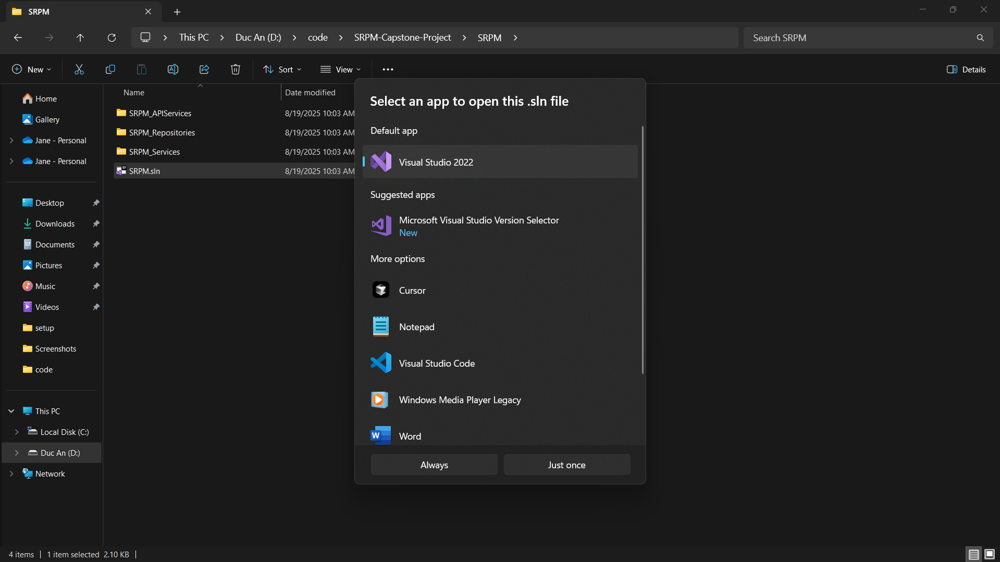 SRPM
This PC
Duc An (D:)
code
SRPM-Capstone-Project
SRPM
Search SRPM
New
Sort
View
Details
Name
Date modified
Home
Gallery
Jane - Personal
Jane - Personal
Desktop
Downloads
Documents
Pictures
Music
Videos
setup
Screenshots
code
This PC
Local Disk (C:)
Duc An (D:)
Network
SRPM_APIServices 8/19/2025 10:03 AM
SRPM_Repositories 8/19/2025 10:03 AM
SRPM_Services 8/19/2025 10:03 AM
SRPM.sln 8/19/2025 10:03 AM
Select an app to open this .sln file
Default app
Visual Studio 2022
Suggested apps
Microsoft Visual Studio Version Selector
New
More options
Cursor
Notepad
Visual Studio Code
Windows Media Player Legacy
W
Word
Always
Just once
4 items
1 item selected 2.10 KB